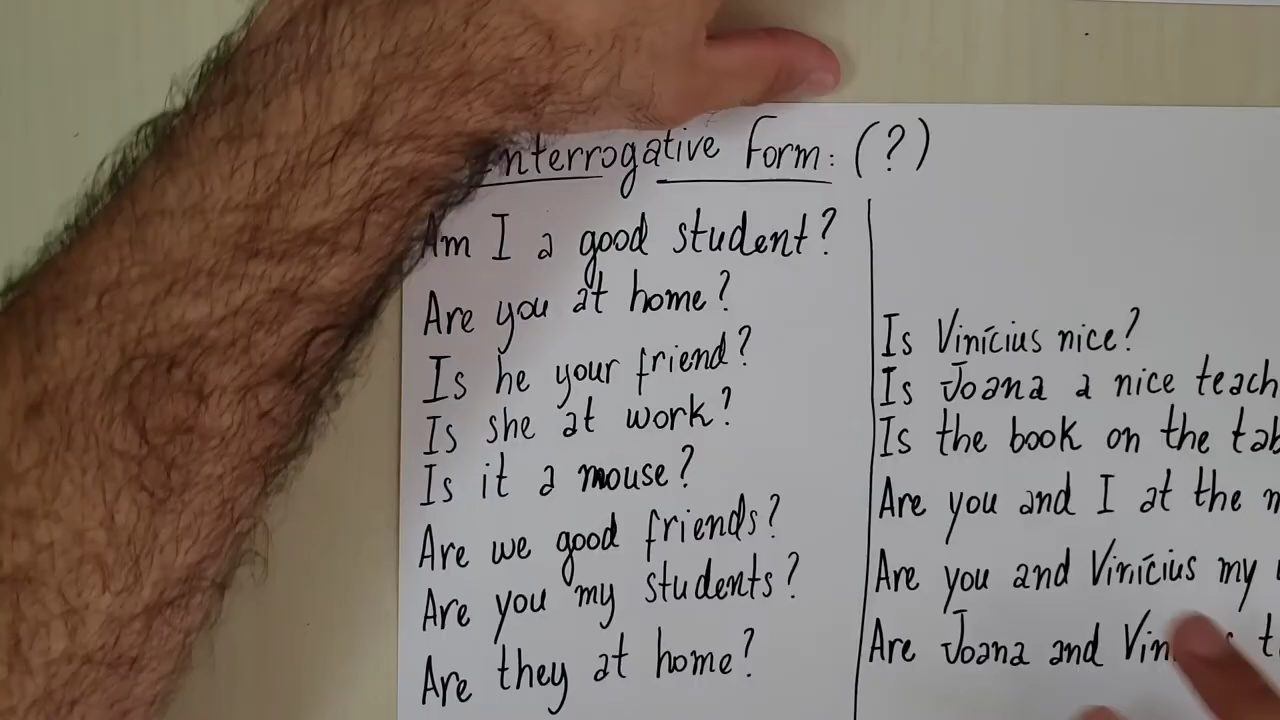 Interrogative Form: (?)
Am I a good student?
Are you at home?
Is he your friend?
Is she at work?
Is it a mouse?
Are we good friends?
Are you my students?
Are they at home?
Is Vinícius nice?
Is Joana a nice teach
Is the book on the tab
Are you and I at the m
Are you and Vinícius my
Are Joana and